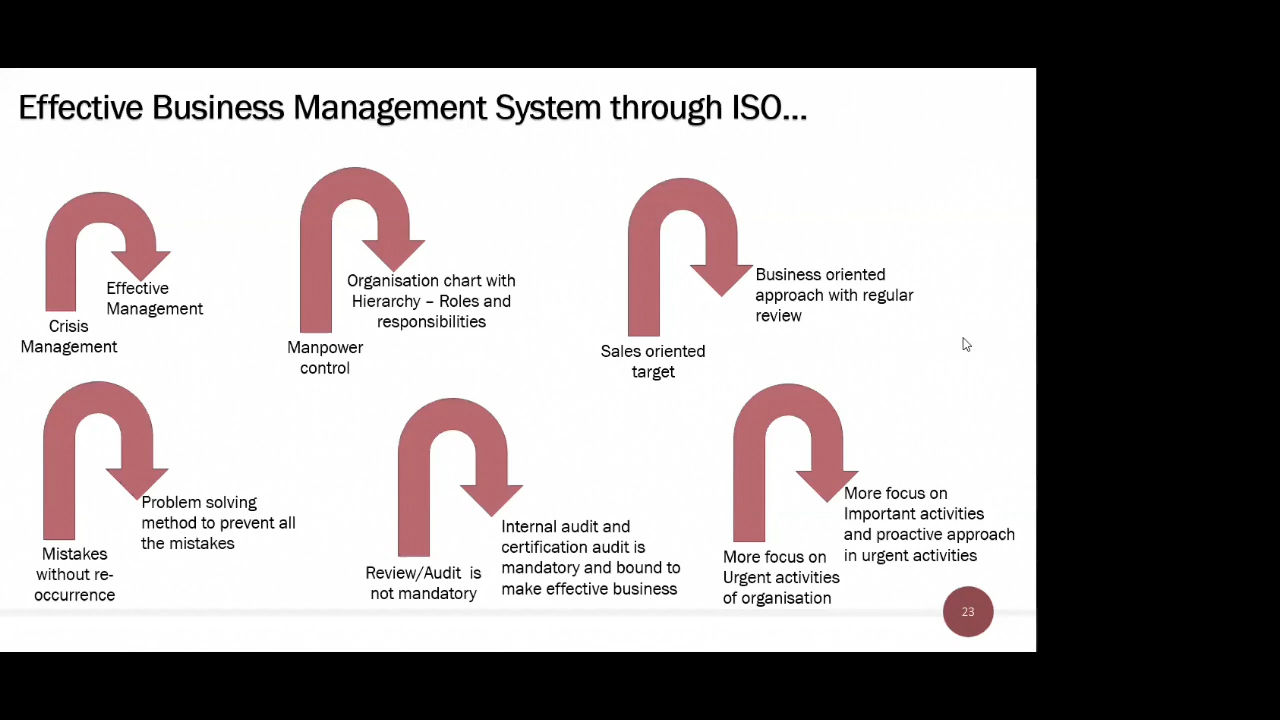 Effective Business Management System through ISO...
Effective
Management
Crisis
Management
Organisation chart with
Hierarchy – Roles and
responsibilities
Manpower
control
Business oriented
approach with regular
review
Sales oriented
target
Problem solving
method to prevent all
the mistakes
Mistakes
without re-
occurrence
Internal audit and
certification audit is
mandatory and bound to
make effective business
Review/Audit is
not mandatory
More focus on
Important activities
and proactive approach
in urgent activities
More focus on
Urgent activities
of organisation
23